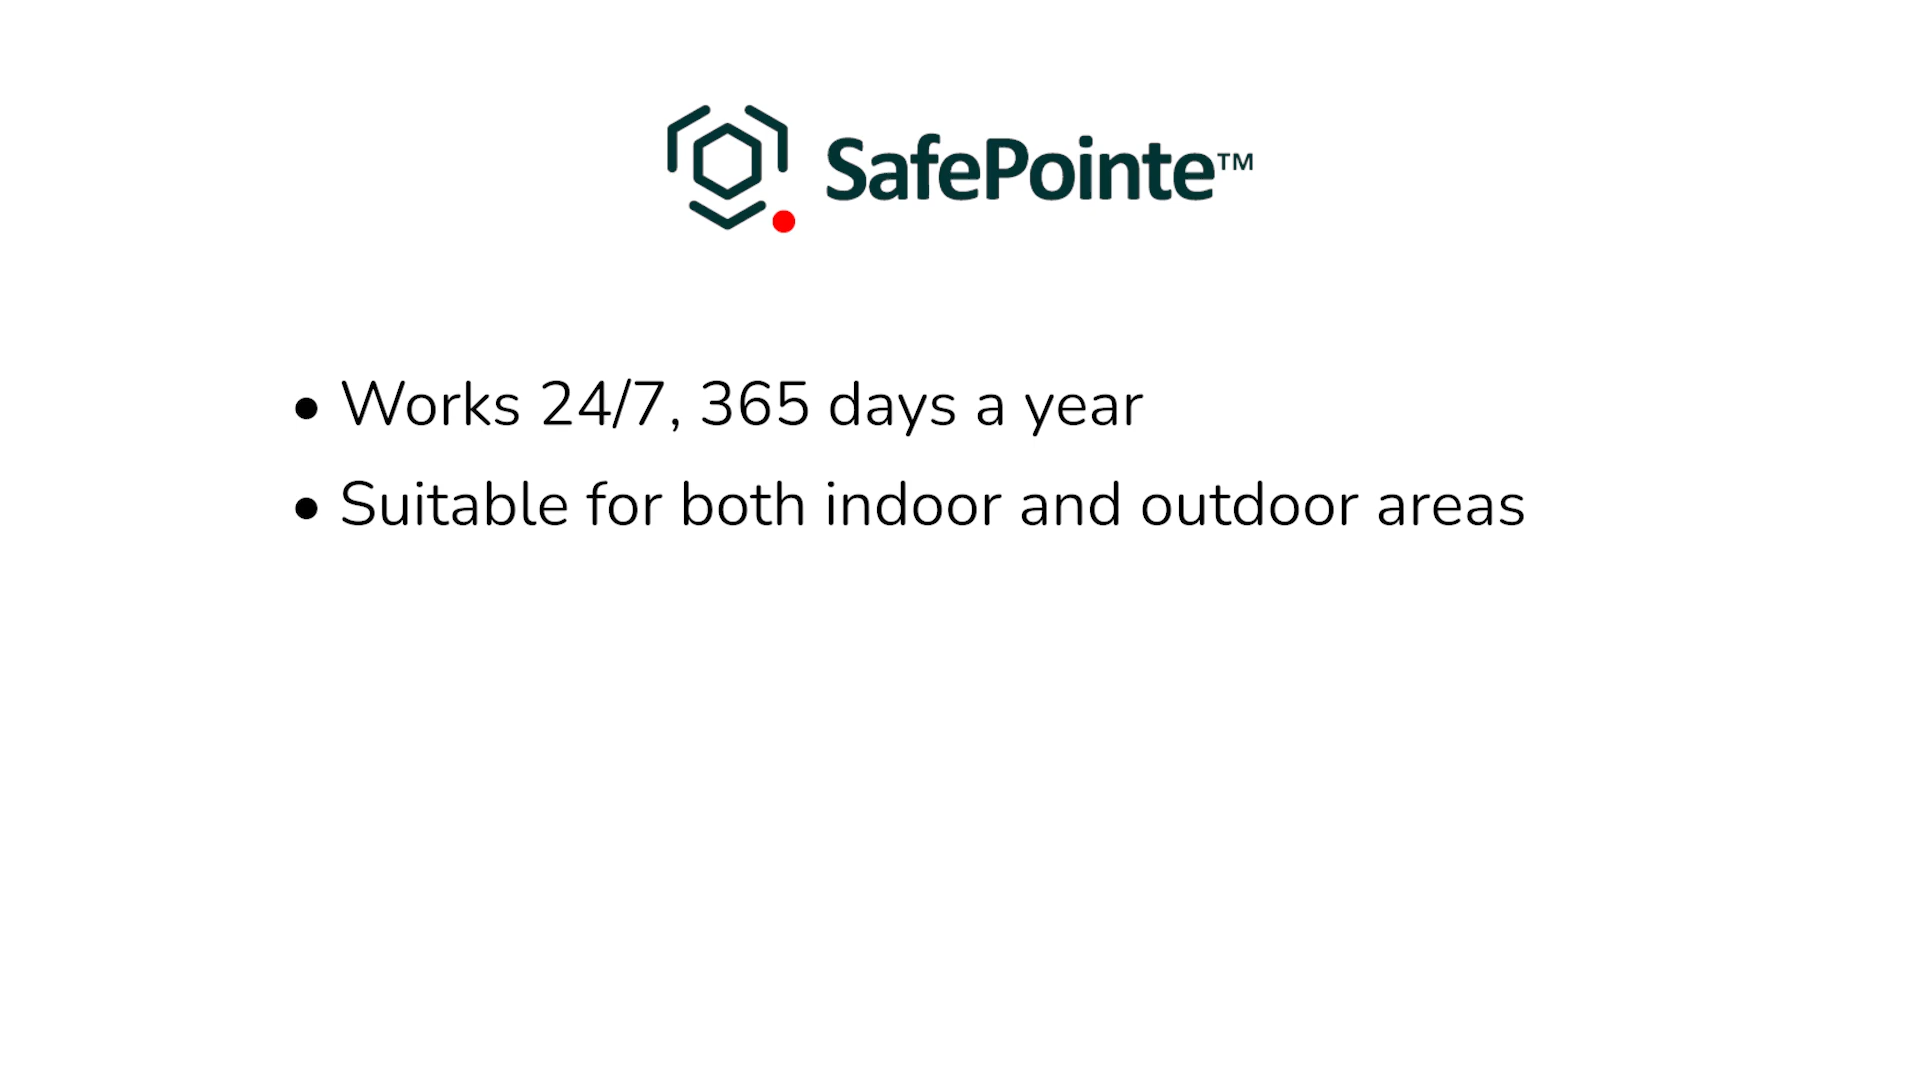 SafePointe™
• Works 24/7, 365 days a year
• Suitable for both indoor and outdoor areas